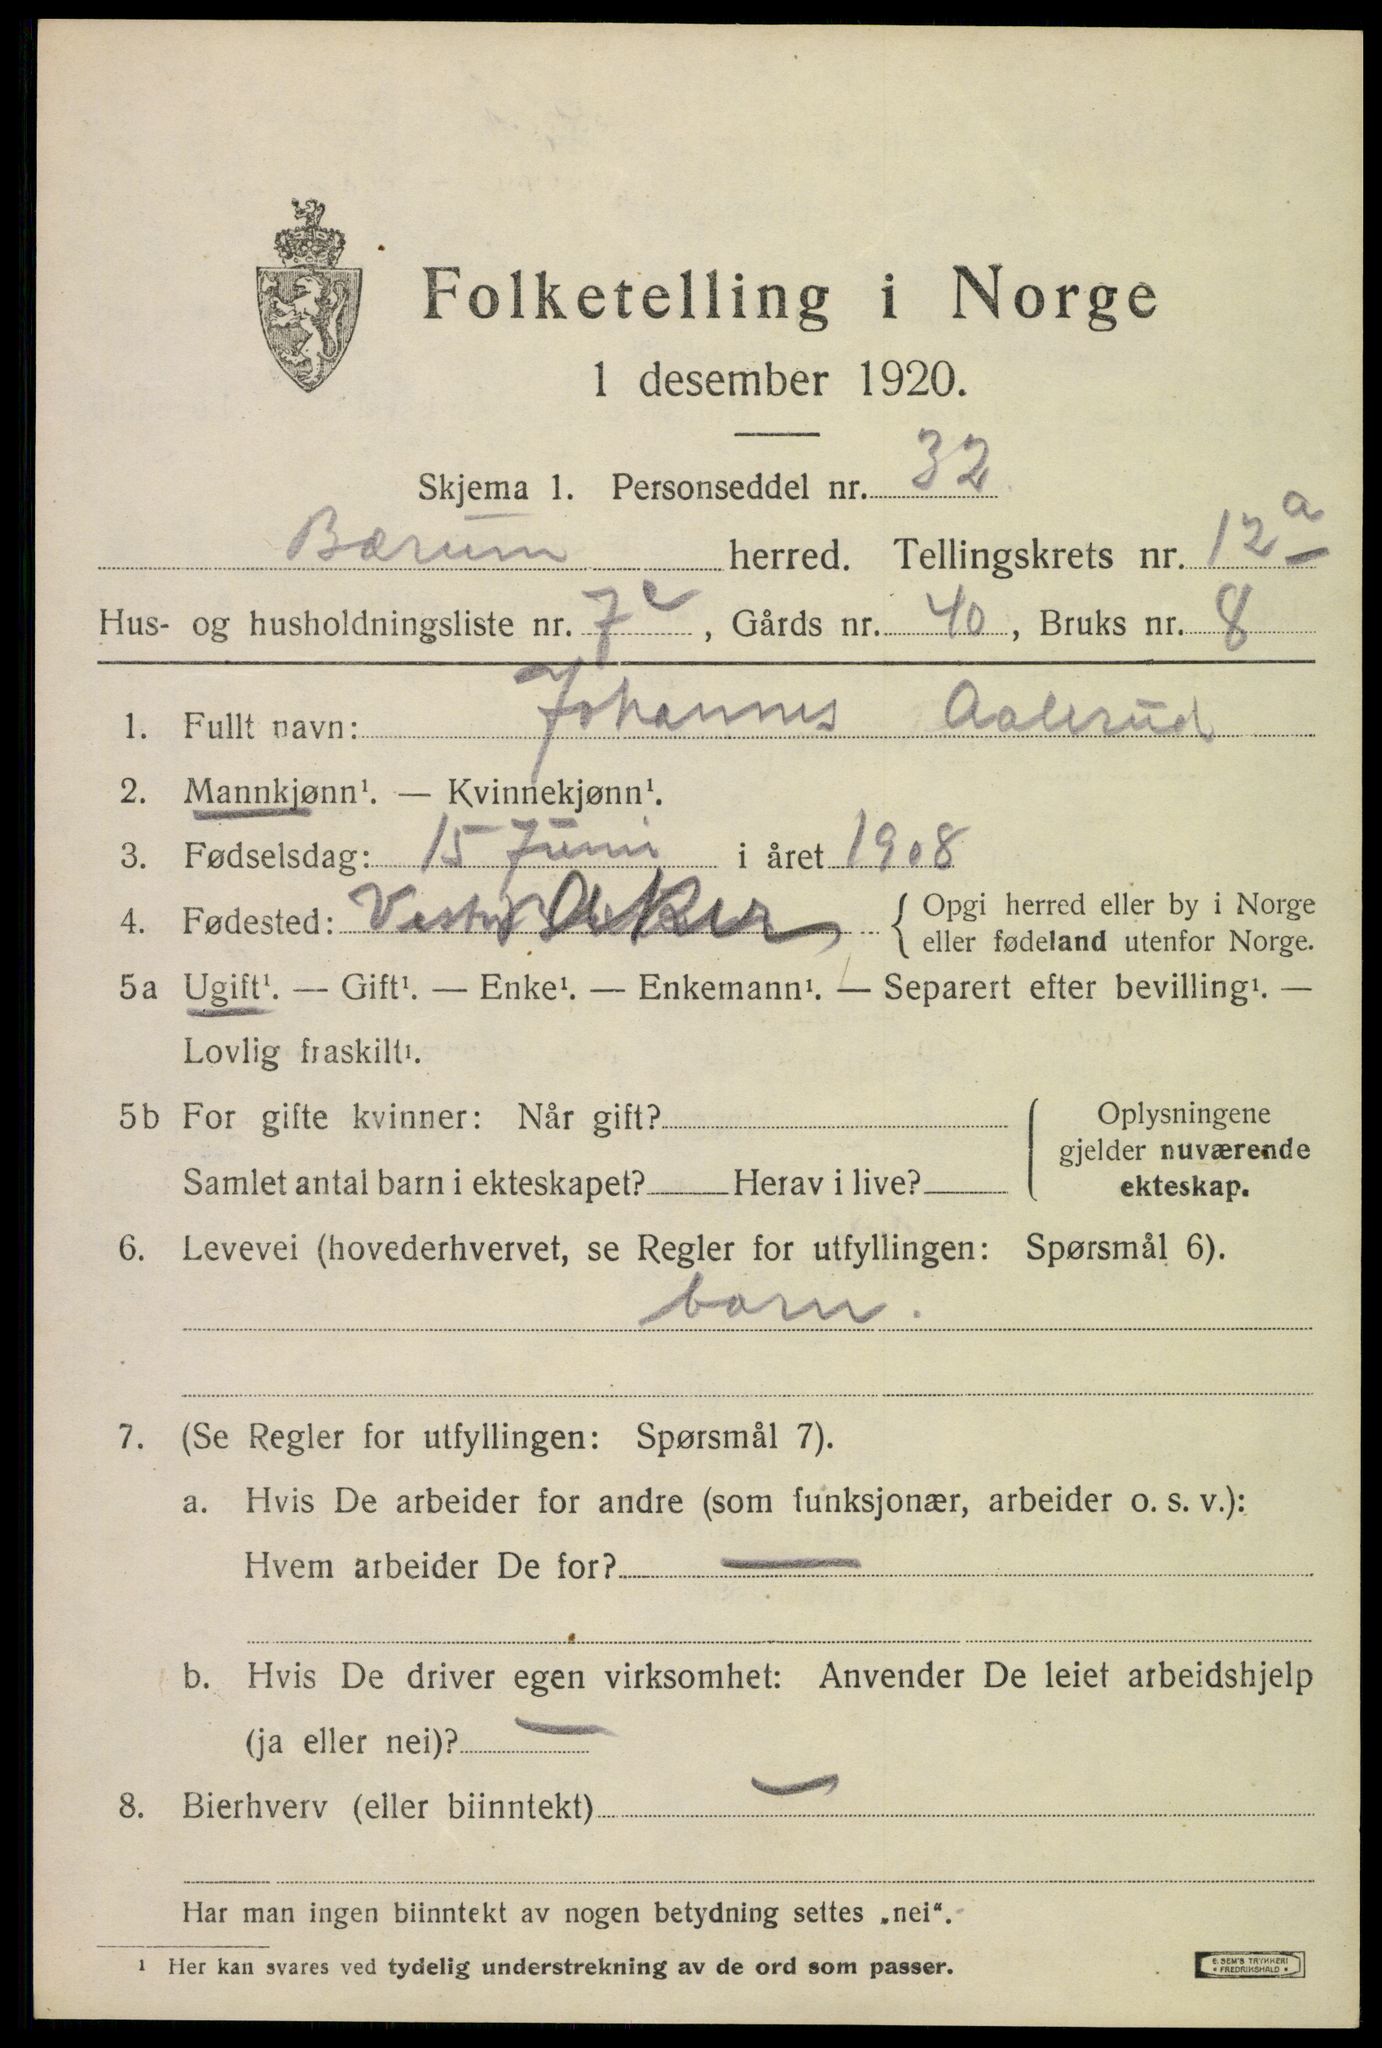 Folketelling i Norge
1 desember 1920.
Skjema 1. Personseddel nr. 32
Bærum herred. Tellingskrets nr. 12 a
Hus- og husholdningsliste nr. 7 c, Gårds nr. 40, Bruks nr. 8
1. Fullt navn: Johannes Aalerud
2. Mannkjønn¹. — Kvinnekjønn¹.
3. Fødselsdag: 15 Juni i året 1908
4. Fødested: Vestre Aker { Opgi herred eller by i Norge
eller fødeland utenfor Norge.
5a Ugift¹. — Gift¹. — Enke¹. — Enkemann¹. — Separert efter bevilling¹. —
Lovlig fraskilt¹.
5b For gifte kvinner: Når gift? { Oplysningene
gjelder nuværende
Samlet antal barn i ekteskapet? Herav i live? ekteskap.
6. Levevei (hovederhvervet, se Regler for utfyllingen: Spørsmål 6).
barn.
7. (Se Regler for utfyllingen: Spørsmål 7).
a. Hvis De arbeider for andre (som funksjonær, arbeider o. s. v.):
Hvem arbeider De for? —
b. Hvis De driver egen virksomhet: Anvender De leiet arbeidshjelp
(ja eller nei)? —
8. Bierhverv (eller biinntekt) —
Har man ingen biinntekt av nogen betydning settes „nei“.
¹ Her kan svares ved tydelig understrekning av de ord som passer.
E. SEM'S TRYKKERI
• FREDRIKSHALD •